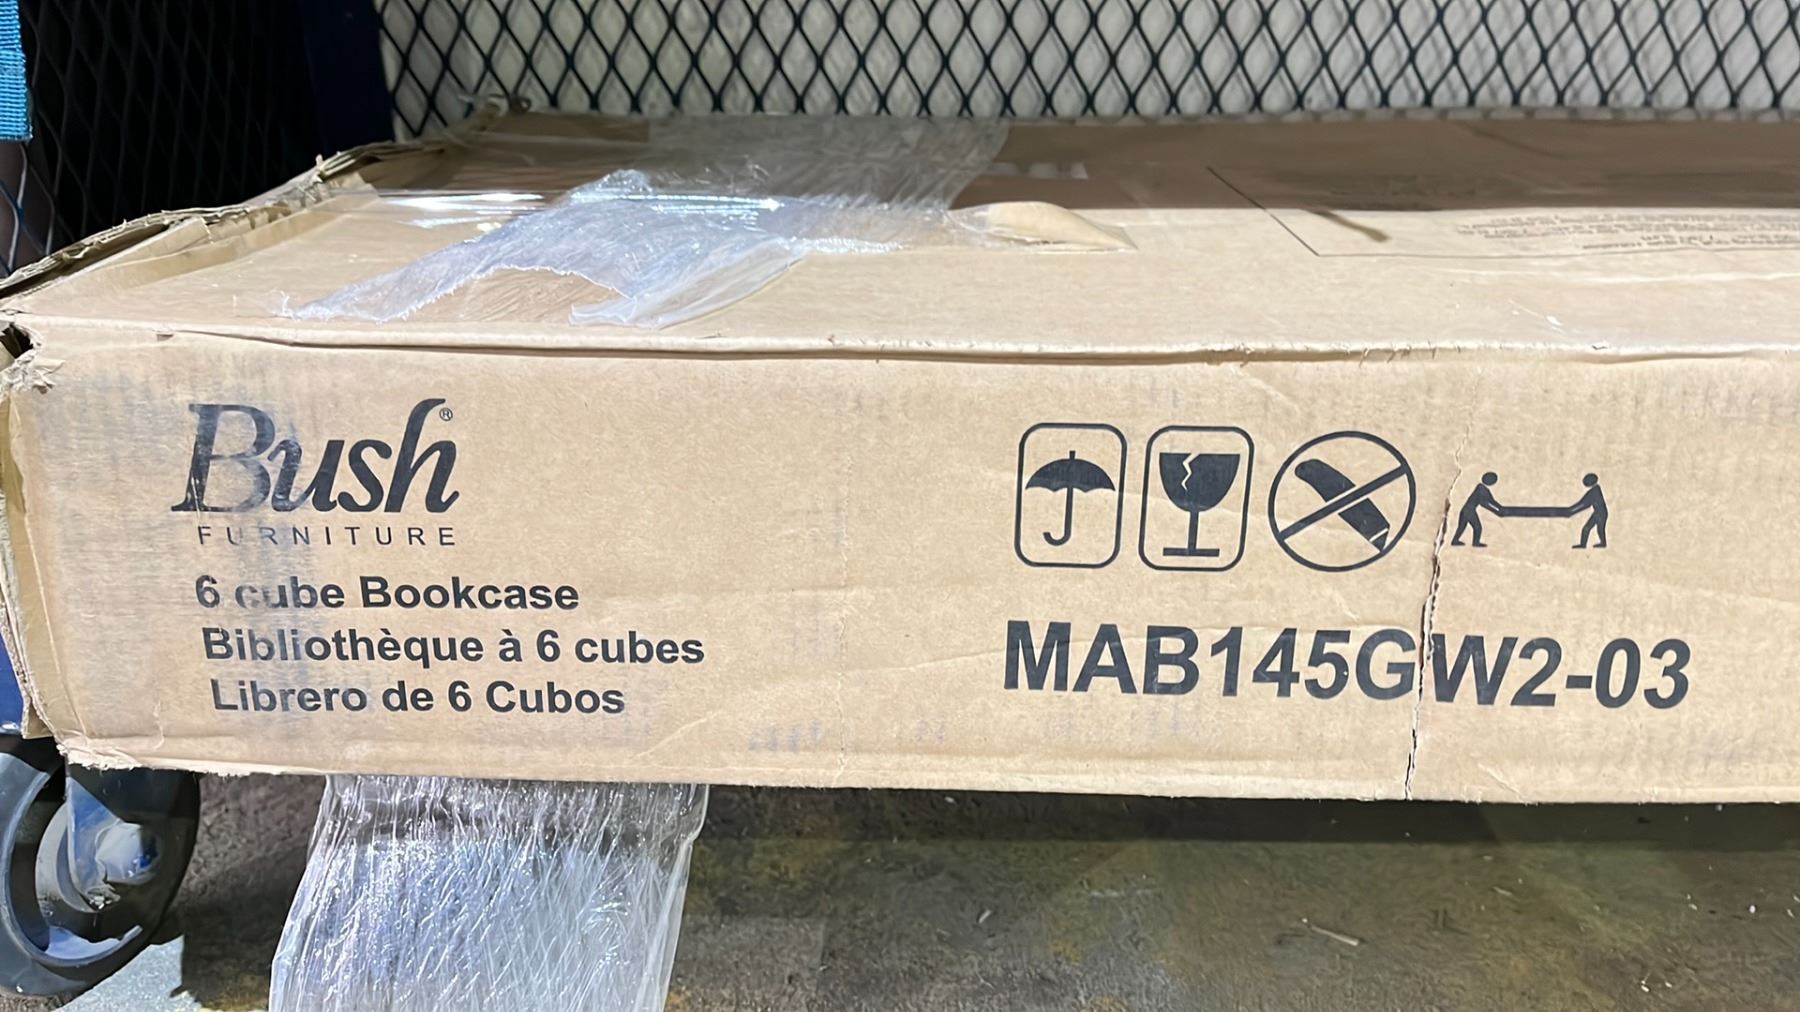 Bush®
FURNITURE
6 cube Bookcase
Bibliothèque à 6 cubes
Librero de 6 Cubos
MAB145GW2-03